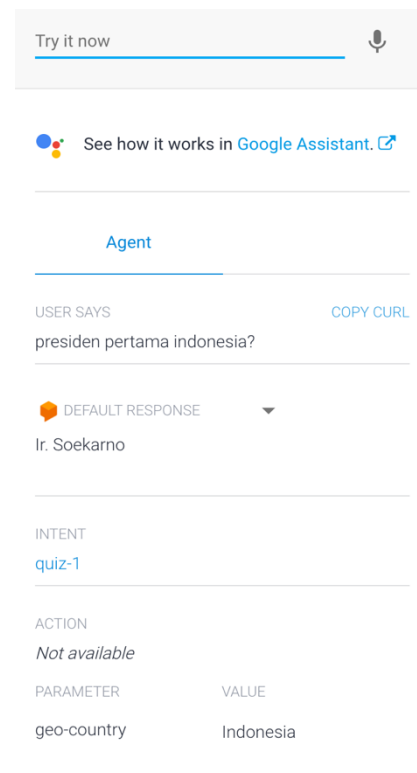 Try it now
See how it works in Google Assistant.
Agent
USER SAYS COPY CURL
presiden pertama indonesia?
DEFAULT RESPONSE
Ir. Soekarno
INTENT
quiz-1
ACTION
Not available
PARAMETER VALUE
geo-country Indonesia